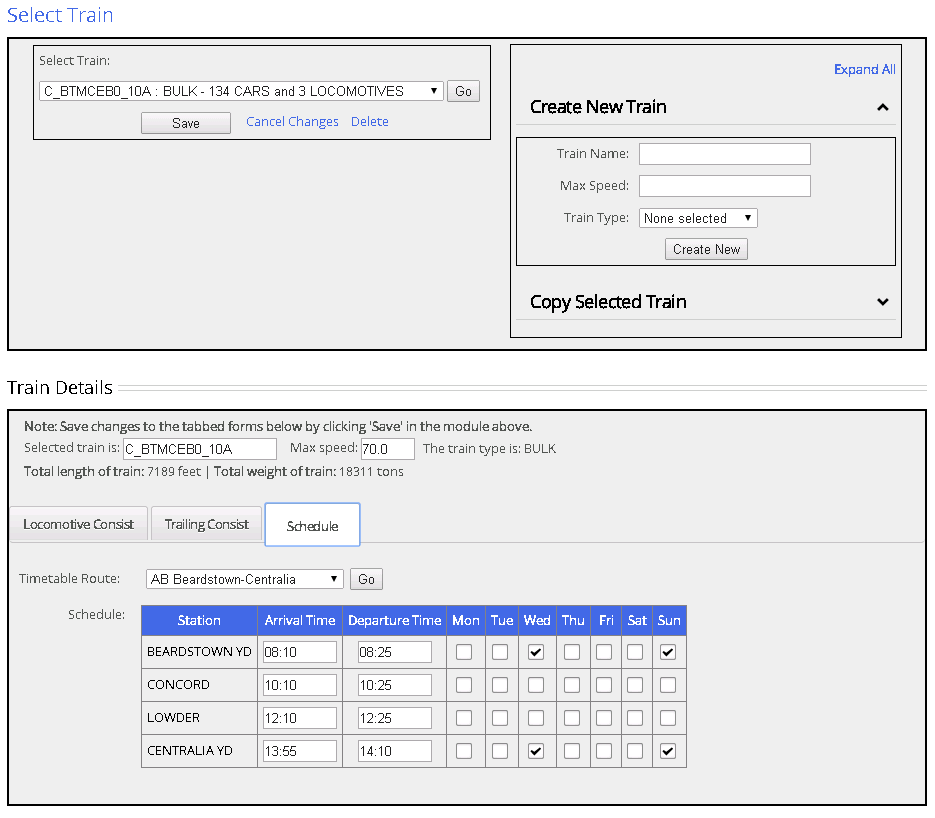 Select Train
Select Train:
C_BTMCEB0_10A : BULK - 134 CARS and 3 LOCOMOTIVES Go
Save Cancel Changes Delete
Expand All
Create New Train
Train Name:
Max Speed:
Train Type: None selected
Create New
Copy Selected Train
Train Details
Note: Save changes to the tabbed forms below by clicking 'Save' in the module above.
Selected train is: C_BTMCEB0_10A Max speed: 70.0 The train type is: BULK
Total length of train: 7189 feet | Total weight of train: 18311 tons
Locomotive Consist Trailing Consist Schedule
Timetable Route: AB Beardstown-Centralia Go
Schedule:
Station Arrival Time Departure Time Mon Tue Wed Thu Fri Sat Sun
BEARDSTOWN YD 08:10 08:25
CONCORD 10:10 10:25
LOWDER 12:10 12:25
CENTRALIA YD 13:55 14:10